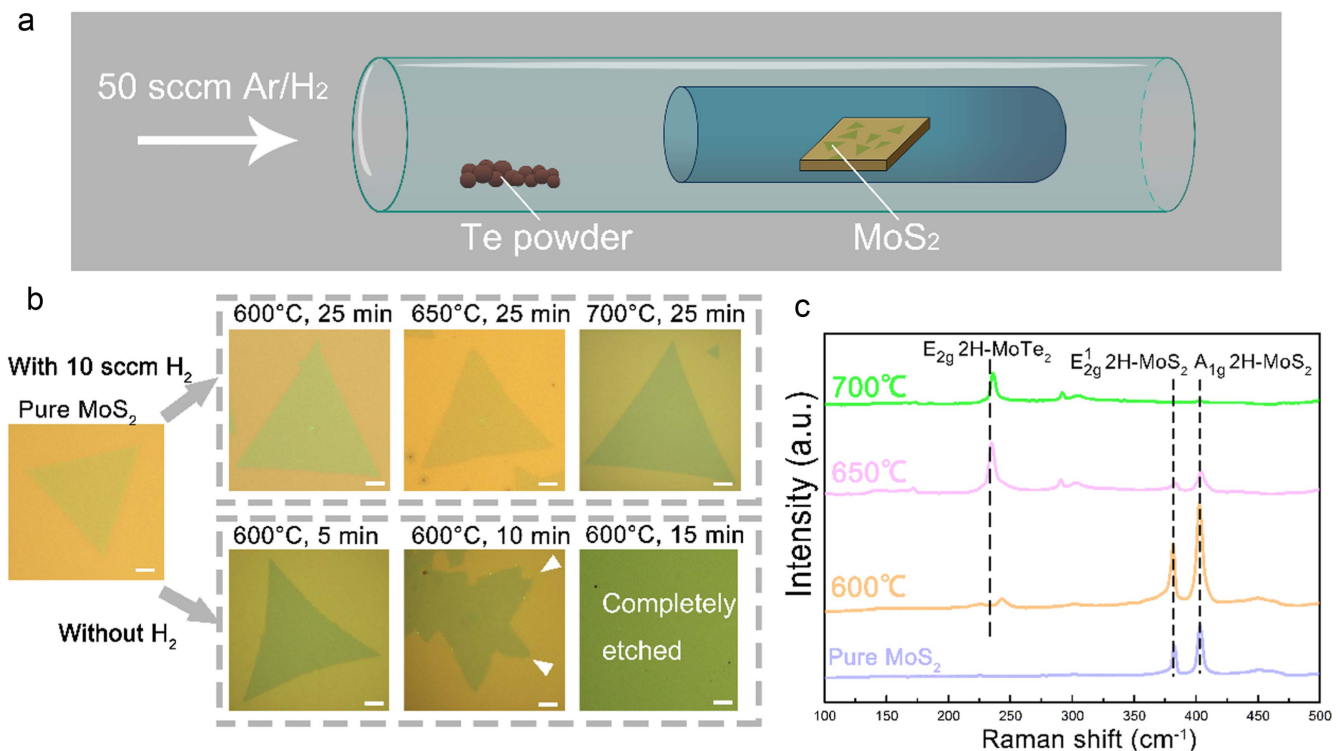 a
50 sccm Ar/H₂
Te powder
MoS₂
b
With 10 sccm H₂
Pure MoS₂
Without H₂
600°C, 25 min
650°C, 25 min
700°C, 25 min
600°C, 5 min
600°C, 10 min
600°C, 15 min
Completely
etched
c
E₂g 2H-MoTe₂
E¹₂g 2H-MoS₂
A₁g 2H-MoS₂
700℃
650℃
600℃
Pure MoS₂
Intensity (a.u.)
100 150 200 250 300 350 400 450 500
Raman shift (cm⁻¹)